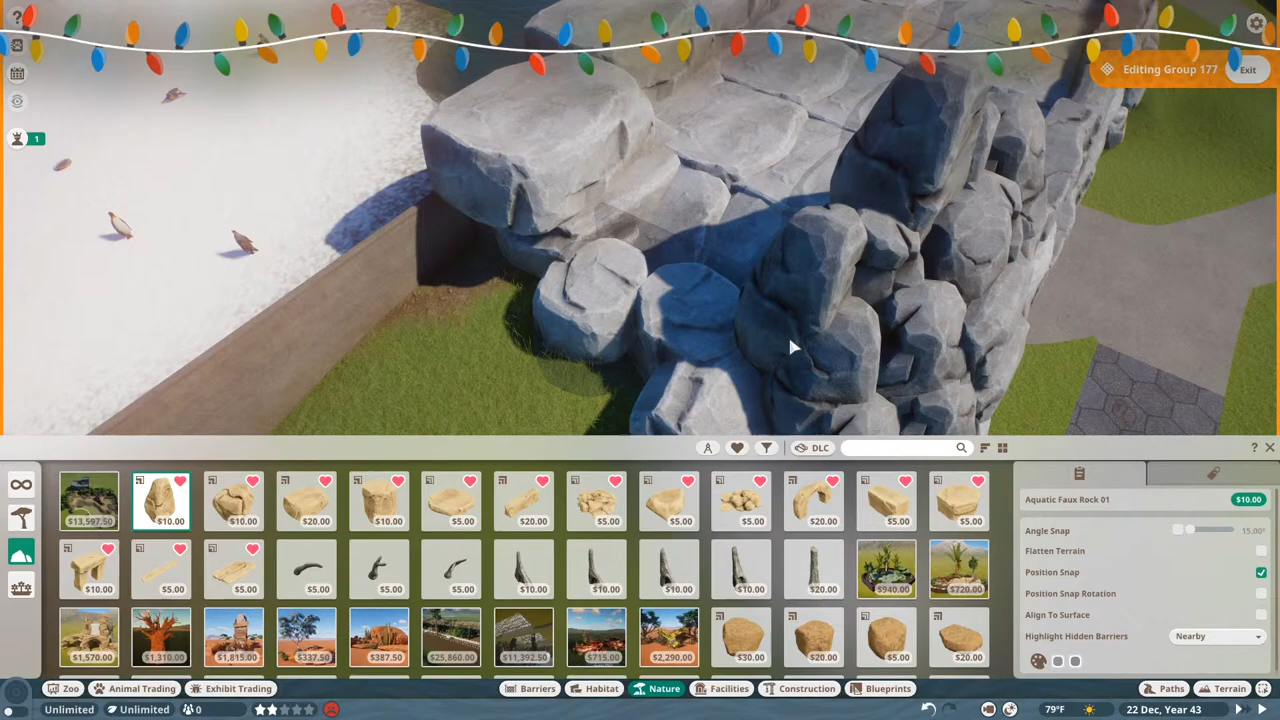 ?
Editing Group 177
Exit
1
DLC
?
$13,597.50
$10.00
$10.00
$20.00
$10.00
$5.00
$20.00
$5.00
$5.00
$5.00
$20.00
$5.00
$5.00
Aquatic Faux Rock 01
$10.00
Angle Snap
15.00°
Flatten Terrain
$10.00
$5.00
$5.00
$5.00
$5.00
$5.00
$10.00
$10.00
$10.00
$10.00
$20.00
$940.00
$720.00
Position Snap
Position Snap Rotation
Align To Surface
Highlight Hidden Barriers
Nearby
$1,570.00
$1,310.00
$1,815.00
$337.50
$387.50
$25,860.00
$11,392.50
$715.00
$2,290.00
$30.00
$20.00
$5.00
$20.00
Zoo
Animal Trading
Exhibit Trading
Barriers
Habitat
Nature
Facilities
Construction
Blueprints
Paths
Terrain
Unlimited
Unlimited
0
79°F
22 Dec, Year 43